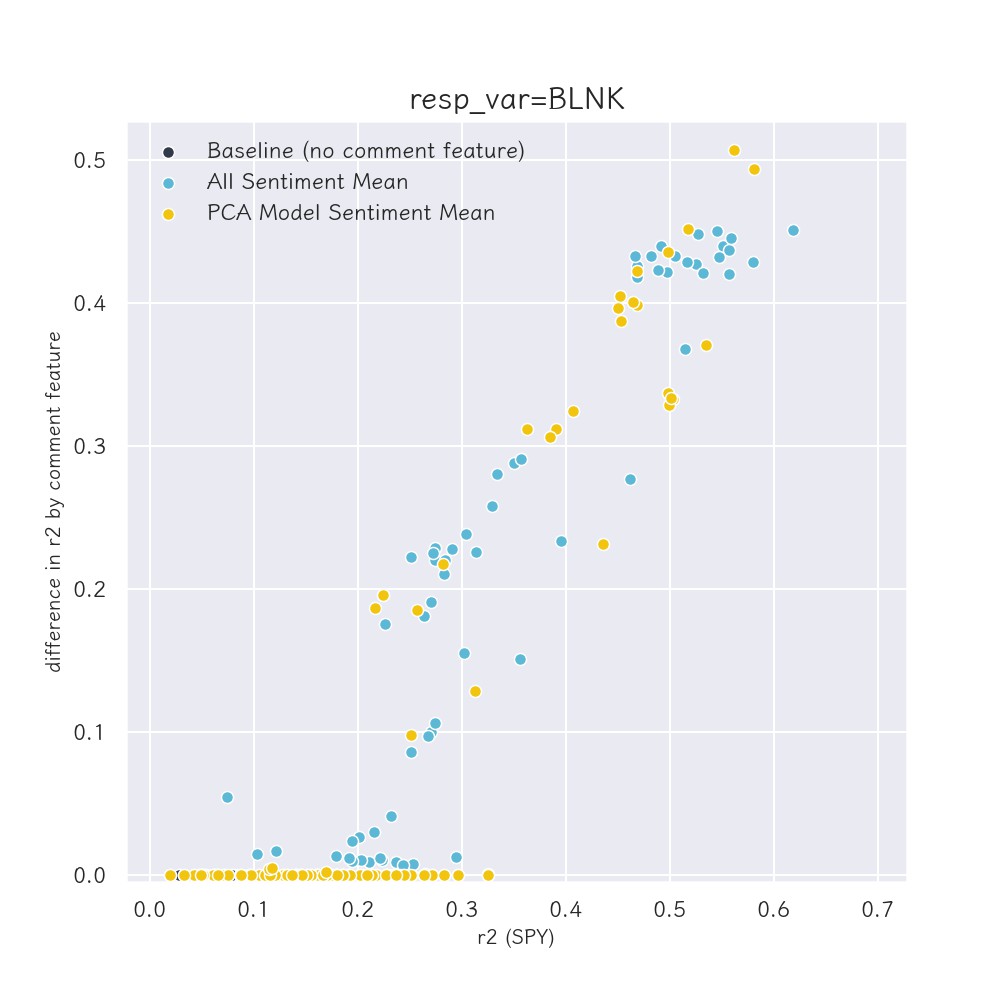 resp_var=BLNK
Baseline (no comment feature)
All Sentiment Mean
PCA Model Sentiment Mean
difference in r2 by comment feature
0.5
0.4
0.3
0.2
0.1
0.0
0.0 0.1 0.2 0.3 0.4 0.5 0.6 0.7
r2 (SPY)